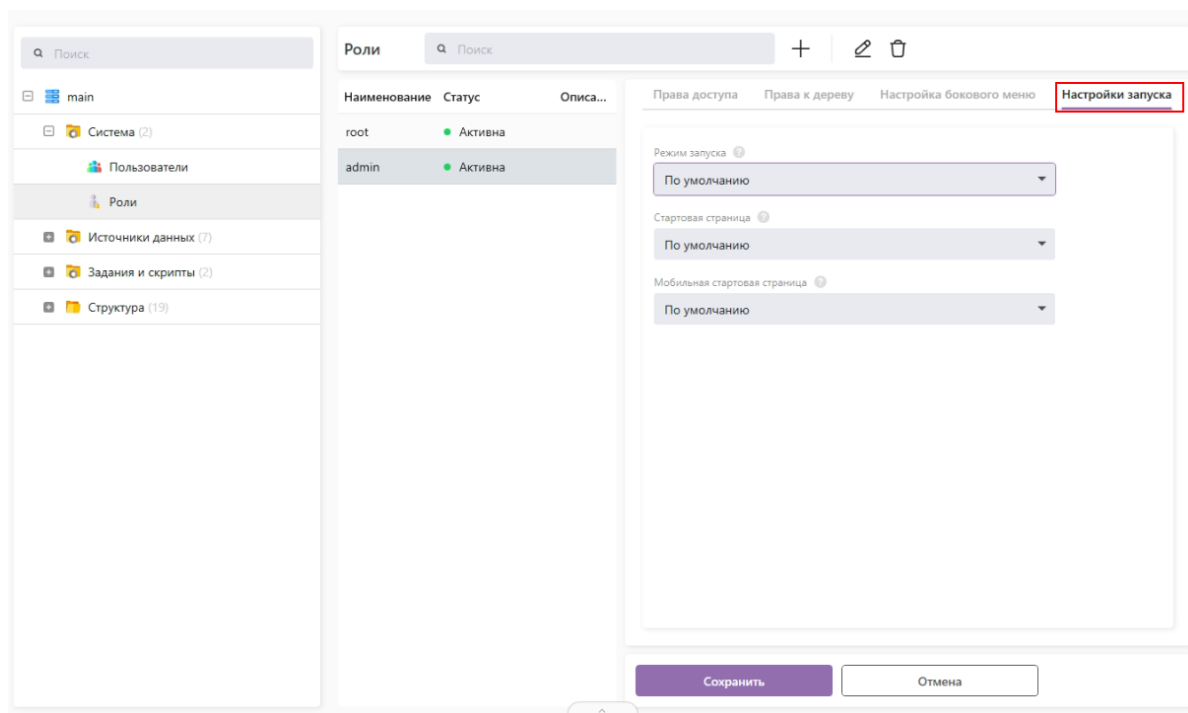 Поиск
main
Система (2)
Пользователи
Роли
Источники данных (7)
Задания и скрипты (2)
Структура (19)
Роли
Поиск
Наименование Статус Описа...
root Активна
admin Активна
Права доступа Права к дереву Настройка бокового меню Настройки запуска
Режим запуска ?
По умолчанию
Стартовая страница ?
По умолчанию
Мобильная стартовая страница ?
По умолчанию
Сохранить Отмена